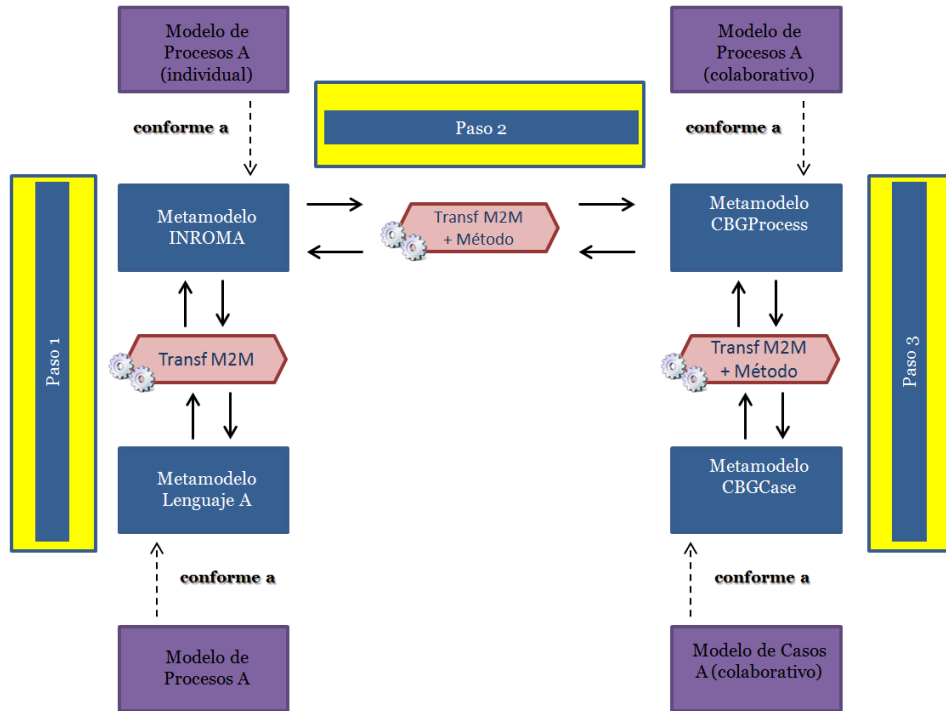 Modelo de
Procesos A
(individual)
Modelo de
Procesos A
(colaborativo)
conforme a
Paso 2
conforme a
Metamodelo
INROMA
Transf M2M
+ Método
Metamodelo
CBGProcess
Paso 1
Transf M2M
Transf M2M
+ Método
Paso 3
Metamodelo
Lenguaje A
Metamodelo
CBGCase
conforme a
conforme a
Modelo de
Procesos A
Modelo de Casos
A (colaborativo)